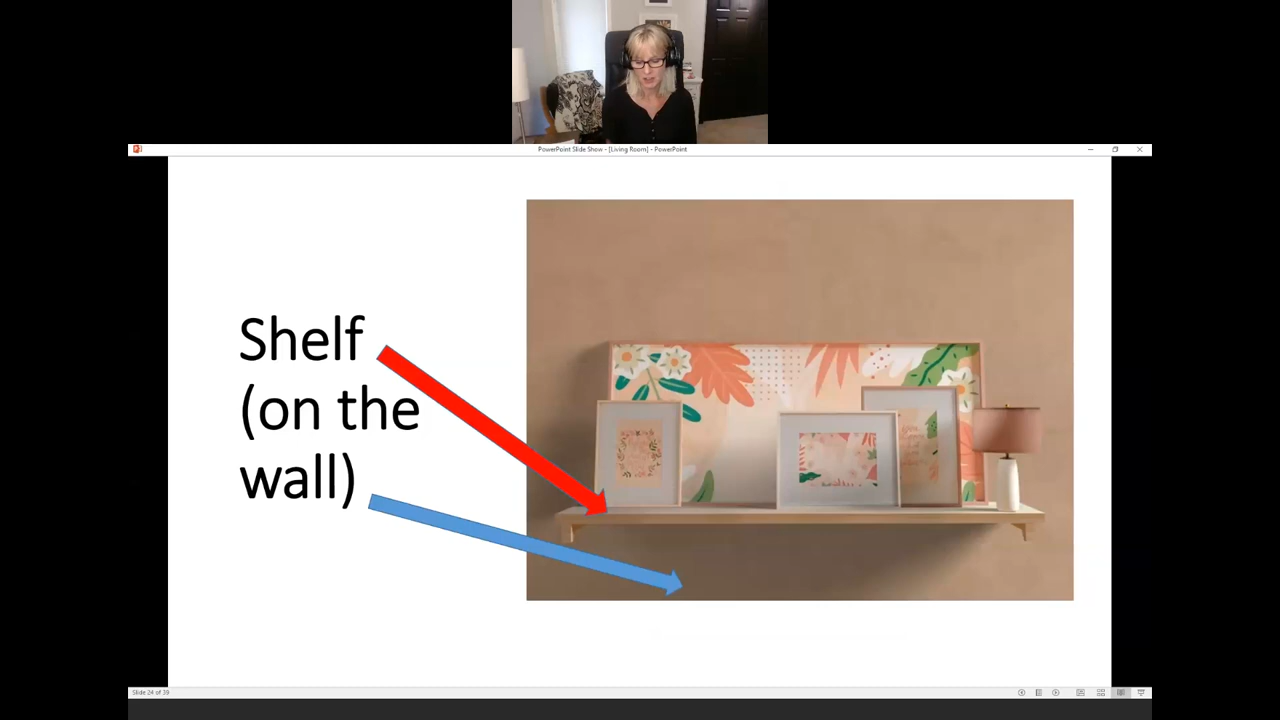 PowerPoint Slide Show - [Living Room] - PowerPoint
Shelf
(on the
wall)
Slide 24 of 39